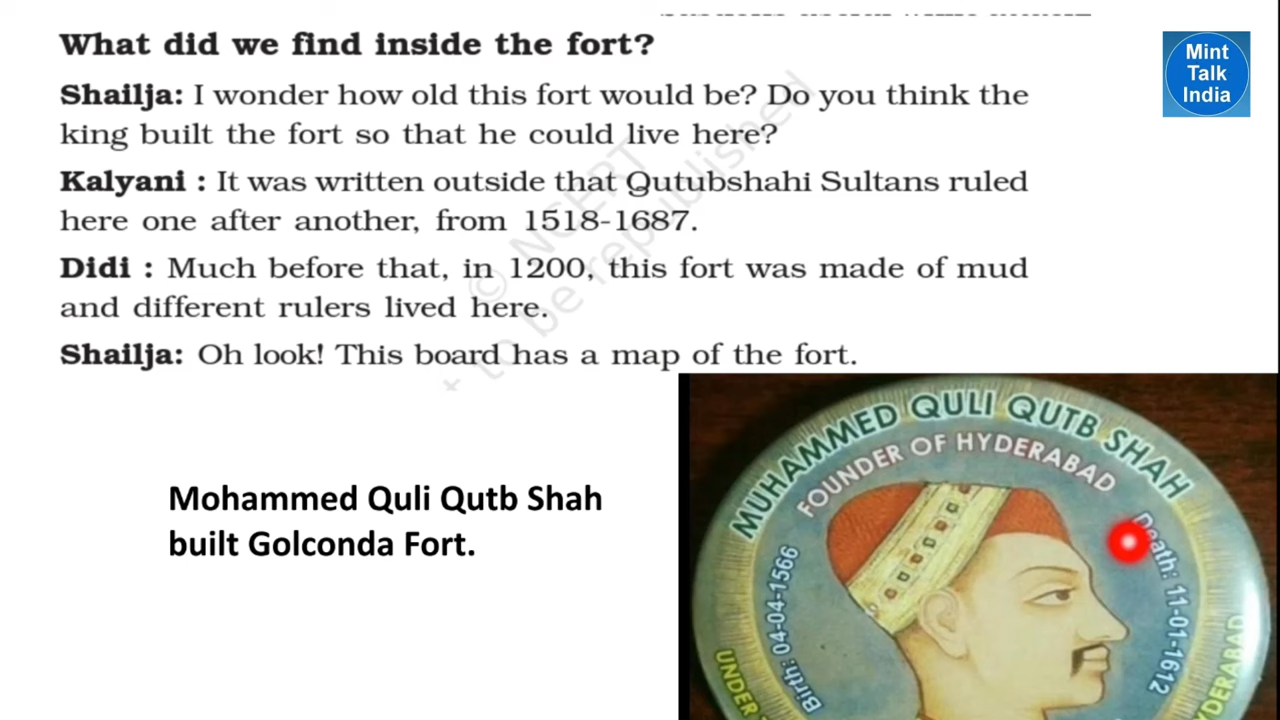 What did we find inside the fort?
Shailja: I wonder how old this fort would be? Do you think the
king built the fort so that he could live here?
Kalyani : It was written outside that Qutubshahi Sultans ruled
here one after another, from 1518-1687.
Didi : Much before that, in 1200, this fort was made of mud
and different rulers lived here.
Shailja: Oh look! This board has a map of the fort.
Mint
Talk
India
© NCERT
to be republished
Mohammed Quli Qutb Shah
built Golconda Fort.
MUHAMMED QULI QUTB SHAH
FOUNDER OF HYDERABAD
Birth: 04-04-1566
Death: 11-01-1612
UNDER